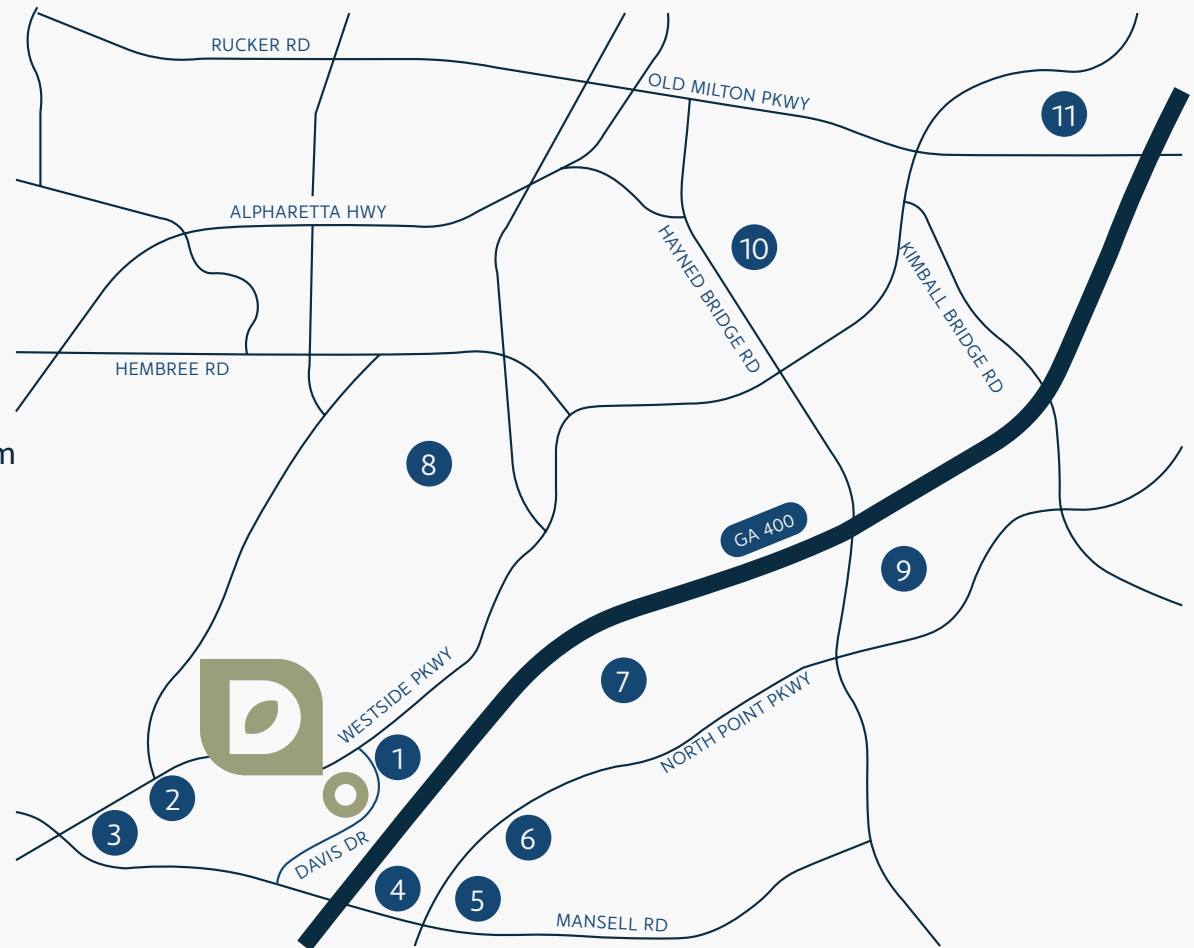 RUCKER RD
OLD MILTON PKWY
11
ALPHARETTA HWY
HAYNED BRIDGE RD
10
KIMBALL BRIDGE RD
HEMBREE RD
m
8
GA 400
9
D
WESTSIDE PKWY
7
NORTH POINT PKWY
1
2
3
DAVIS DR
6
4
5
MANSELL RD